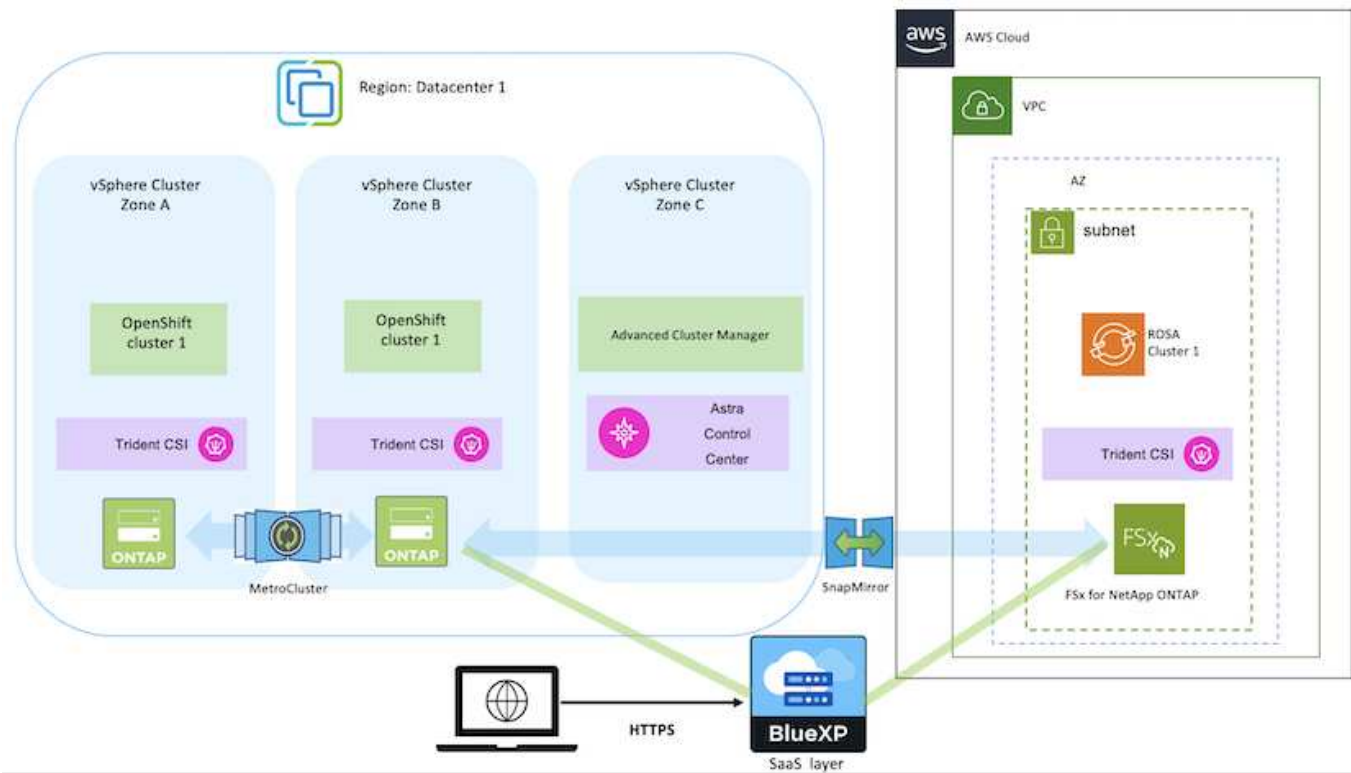 Region: Datacenter 1
vSphere Cluster
Zone A
OpenShift
cluster 1
Trident CSI
ONTAP
vSphere Cluster
Zone B
OpenShift
cluster 1
Trident CSI
ONTAP
MetroCluster
vSphere Cluster
Zone C
Advanced Cluster Manager
Astra
Control
Center
SnapMirror
aws
AWS Cloud
VPC
AZ
subnet
ROSA
Cluster 1
Trident CSI
FSx
N
FSx for NetApp ONTAP
HTTPS
BlueXP
SaaS layer